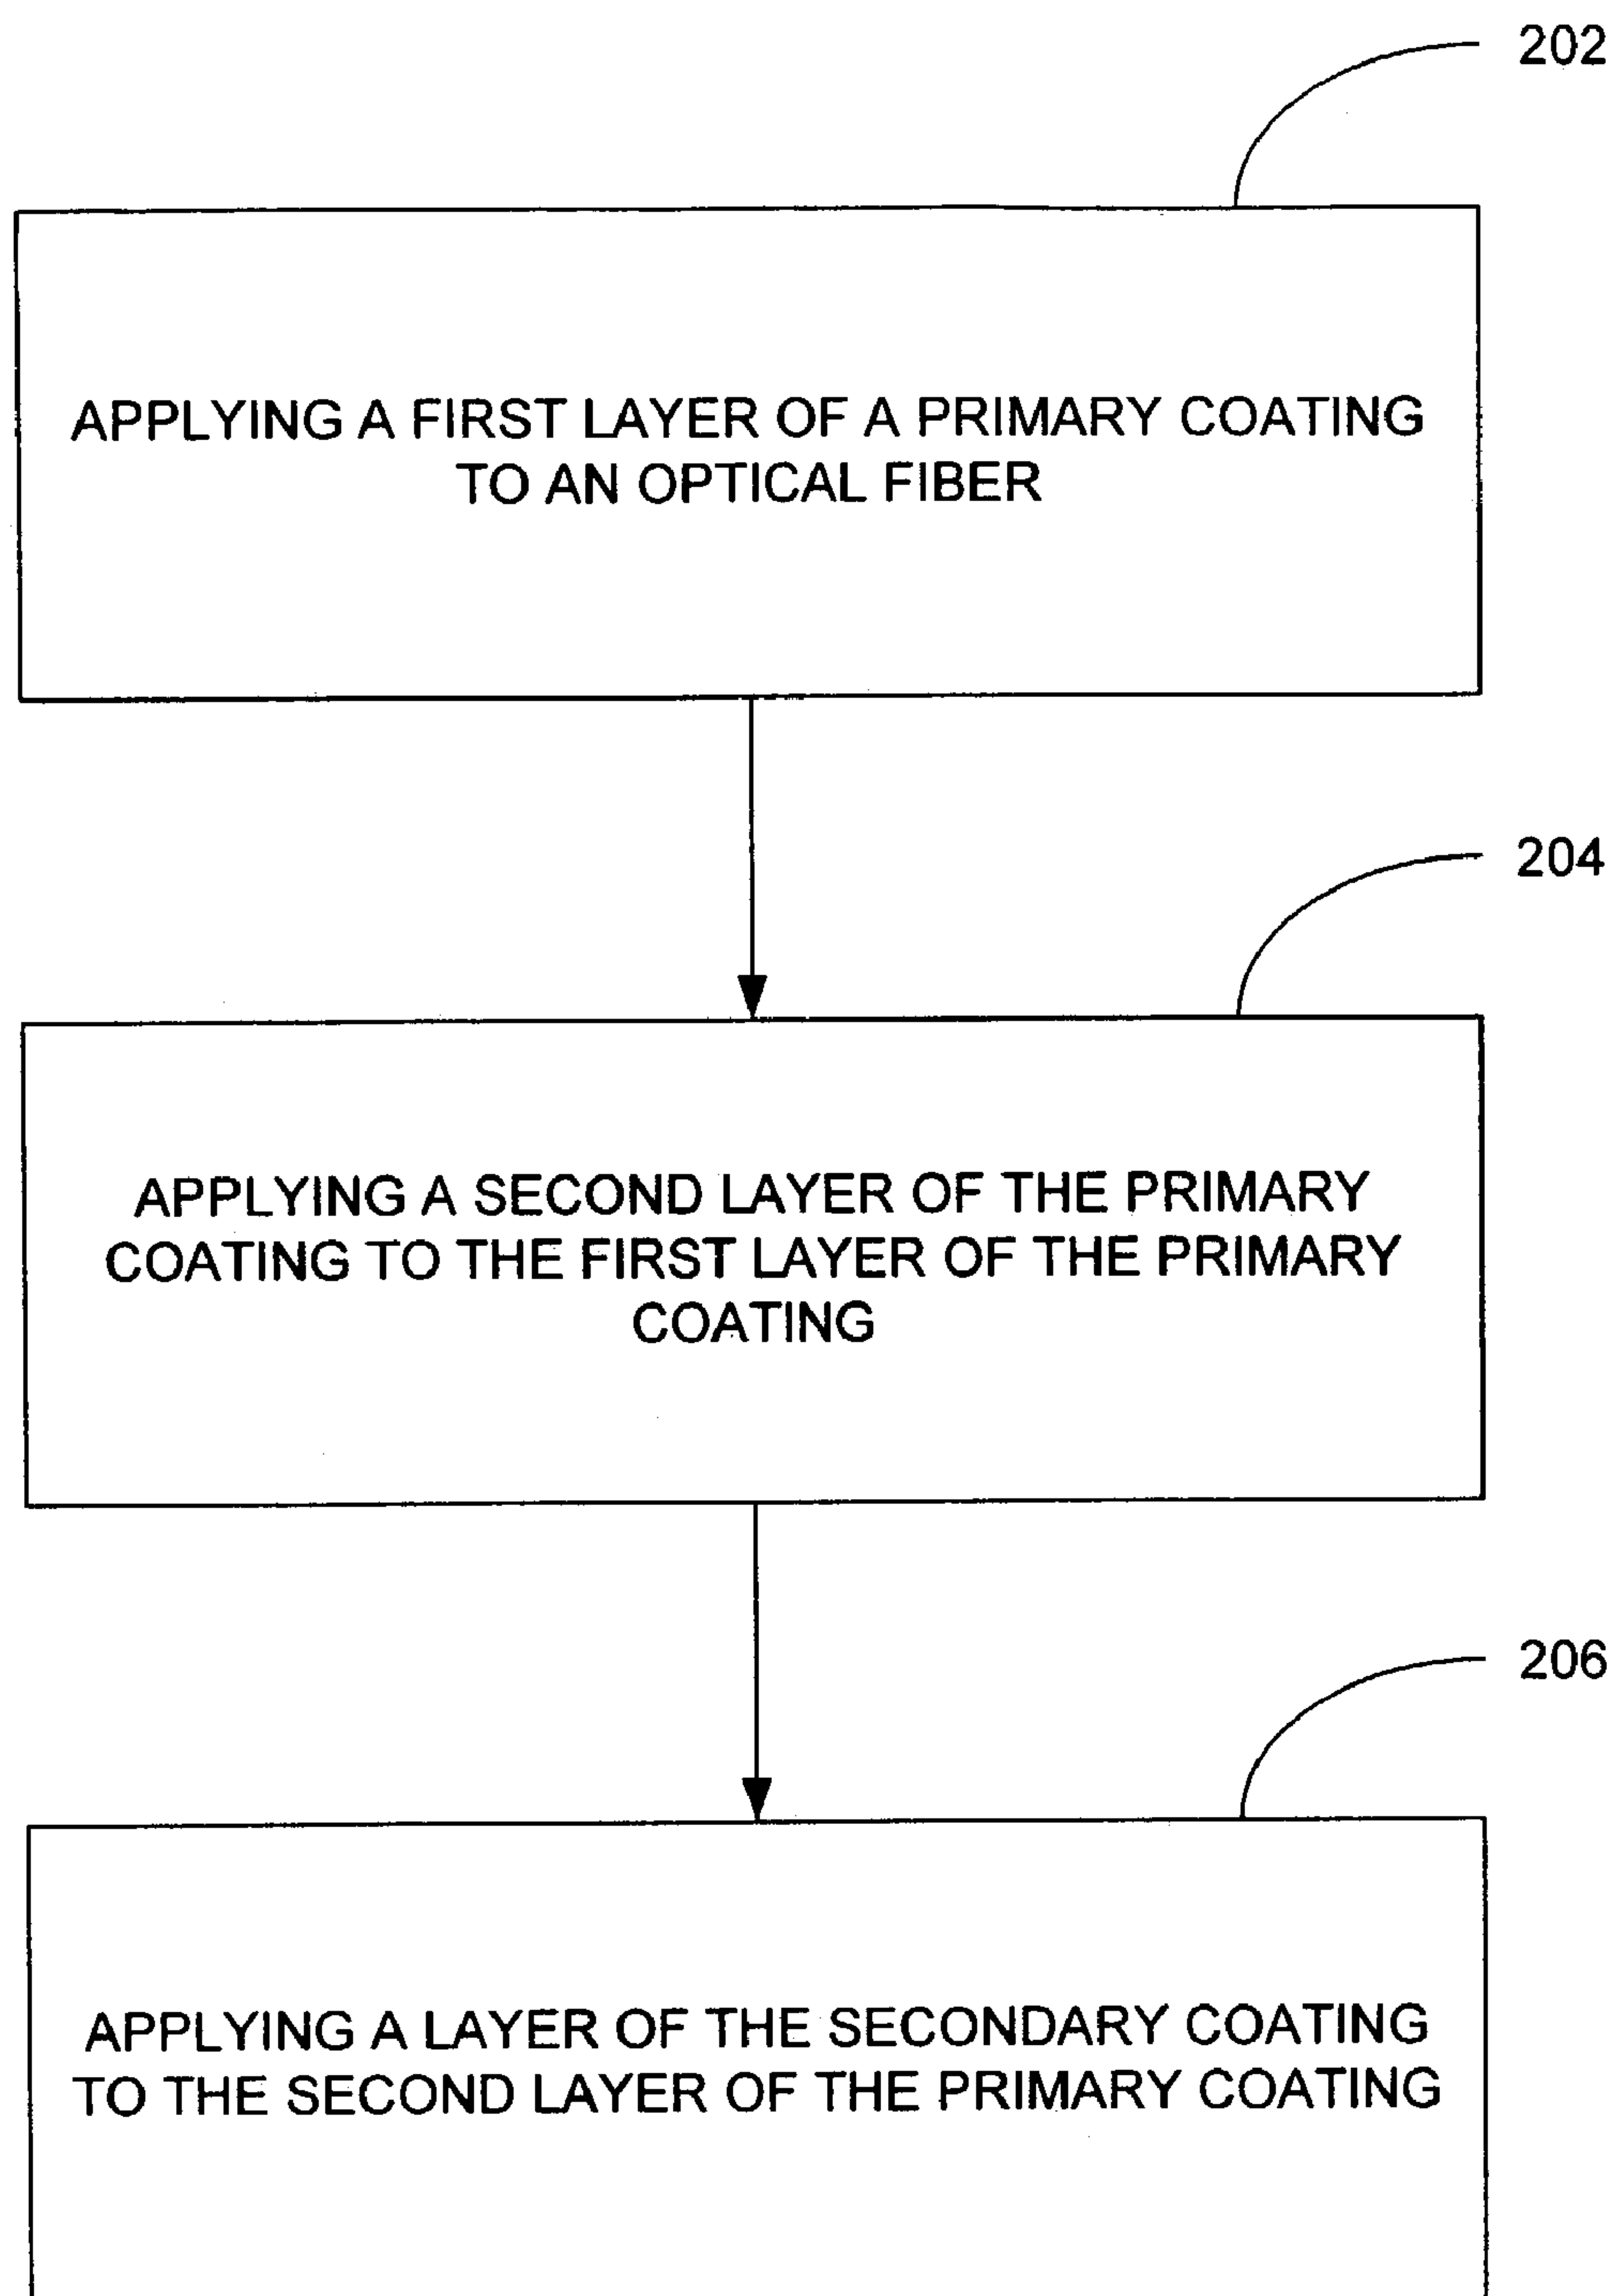 202
APPLYING A FIRST LAYER OF A PRIMARY COATING
TO AN OPTICAL FIBER
204
APPLYING A SECOND LAYER OF THE PRIMARY
COATING TO THE FIRST LAYER OF THE PRIMARY
COATING
206
APPLYING A LAYER OF THE SECONDARY COATING
TO THE SECOND LAYER OF THE PRIMARY COATING